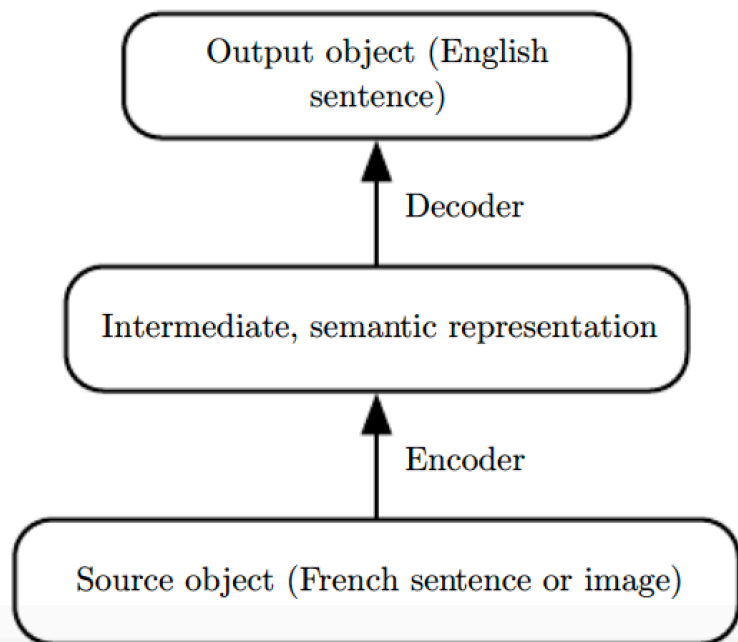 Output object (English
sentence)
Decoder
Intermediate, semantic representation
Encoder
Source object (French sentence or image)